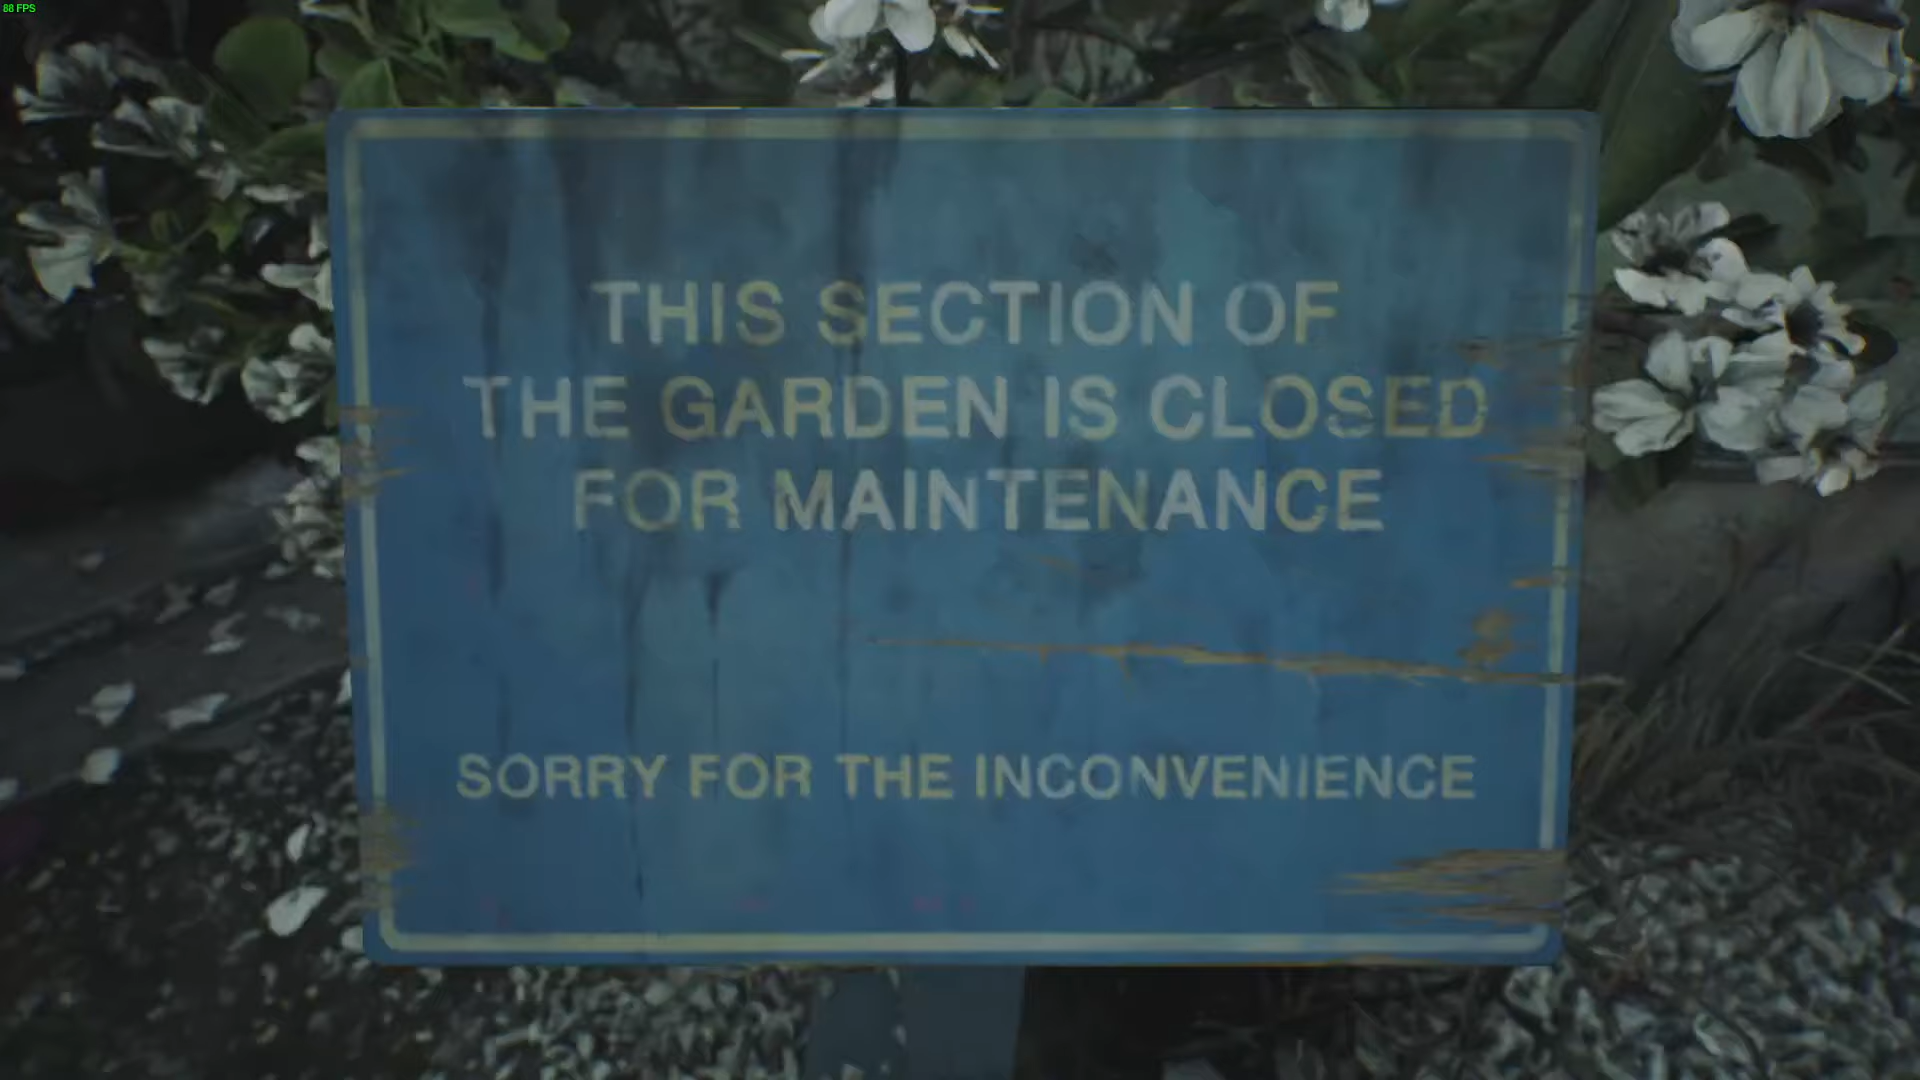 88 FPS
THIS SECTION OF
THE GARDEN IS CLOSED
FOR MAINTENANCE
SORRY FOR THE INCONVENIENCE